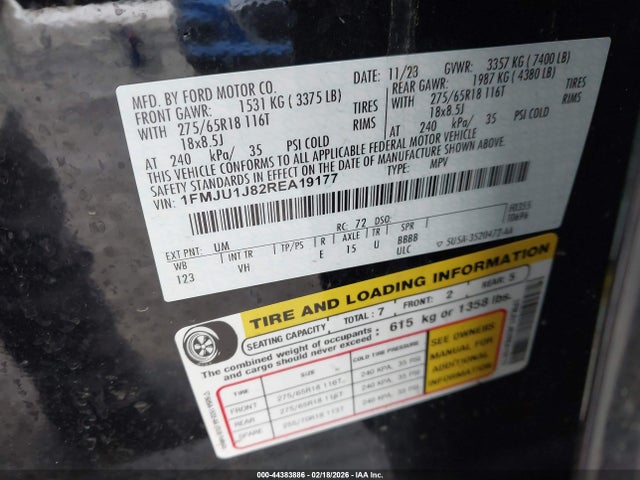 MFD. BY FORD MOTOR CO. 11/23 GVWR: 3357 KG ( 7400 LB)
FRONT GAWR: 1531 KG ( 3375 LB) REAR GAWR: 1987 KG ( 4380 LB)
WITH 275/65R18 116T TIRES WITH 275/65R18 116T TIRES
18x8.5J RIMS 18x8.5J RIMS
AT 240 kPa/ 35 PSI COLD AT 240 kPa/ 35 PSI COLD
THIS VEHICLE CONFORMS TO ALL APPLICABLE FEDERAL MOTOR VEHICLE
SAFETY STANDARDS IN EFFECT ON THE DATE OF MANUFACTURE SHOWN ABOVE.
VIN: 1FMJU1J82REA19177 TYPE: MPV
F0355
10696
EXT PNT: UM RC: 72 DSO:
WB INT TR TP/PS R AXLE TR SPR
123 VH E 15 U BBBB
ULC
5U5A-3520472-AA
TIRE AND LOADING INFORMATION
SEATING CAPACITY TOTAL: 7 FRONT: 2 REAR: 5
The combined weight of occupants and cargo should never exceed: 615 kg or 1358 lbs.
TIRE SIZE COLD TIRE PRESSURE
FRONT 275/65R18 116T 240 KPA, 35 PSI
REAR 275/65R18 116T 240 KPA, 35 PSI
SPARE
SEE OWNERS
MANUAL FOR
ADDITIONAL
INFORMATION
000-44383886 - 02/18/2026 - IAA Inc.